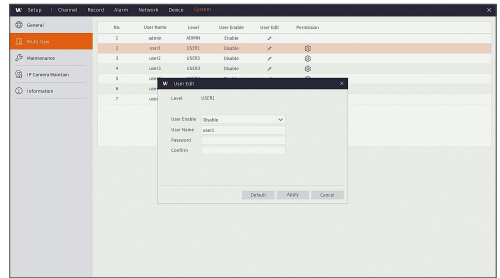 W Setup Channel Record Alarm Network Device System
General
Multi User
Maintenance
IP Camera Maintain
Information
No. User Name Level User Enable User Edit Permission
1 admin ADMIN Enable
2 user1 USER1 Disable
3 user2 USER2 Disable
4 user3 USER3 Disable
5 user
6
7 user
W User Edit
Level USER1
User Enable Disable
User Name user1
Password
Confirm
Default Apply Cancel